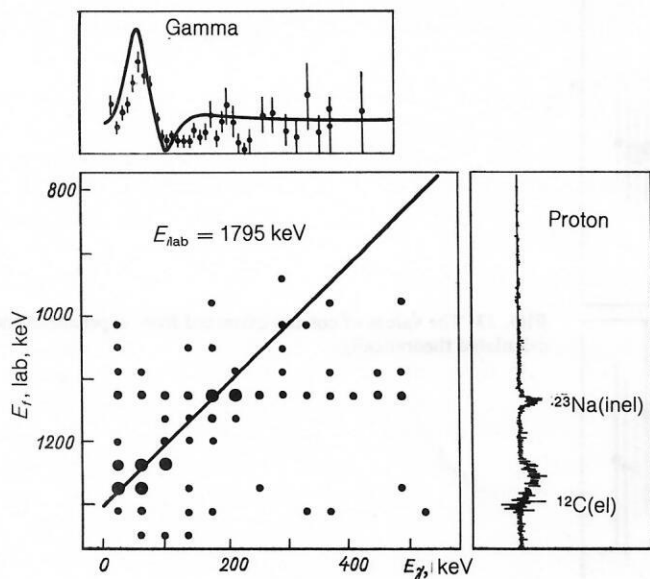 Gamma
800
1000
1200
E_f, lab, keV
E_ilab = 1795 keV
0
200
400
E_γ, keV
Proton
²³Na(inel)
¹²C(el)